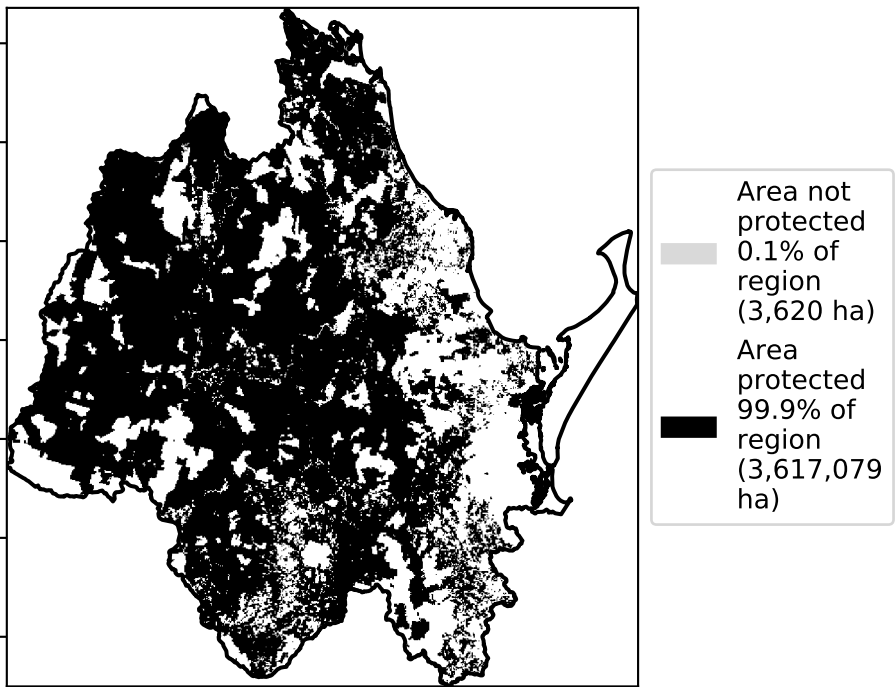 Area not
protected
0.1% of
region
(3,620 ha)
Area
protected
99.9% of
region
(3,617,079
ha)